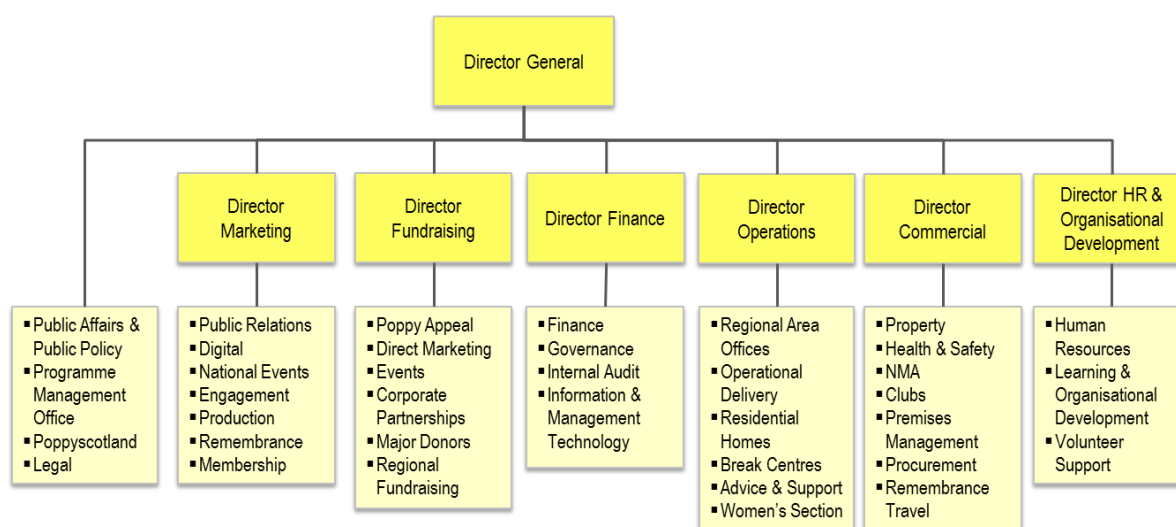 Director General
Director
Marketing
Director
Fundraising
Director Finance
Director
Operations
Director
Commercial
Director HR &
Organisational
Development
▪ Public Affairs &
Public Policy
▪ Programme
Management
Office
▪ Poppyscotland
▪ Legal
▪ Public Relations
▪ Digital
▪ National Events
▪ Engagement
▪ Production
▪ Remembrance
▪ Membership
▪ Poppy Appeal
▪ Direct Marketing
▪ Events
▪ Corporate
Partnerships
▪ Major Donors
▪ Regional
Fundraising
▪ Finance
▪ Governance
▪ Internal Audit
▪ Information &
Management
Technology
▪ Regional Area
Offices
▪ Operational
Delivery
▪ Residential
Homes
▪ Break Centres
▪ Advice & Support
▪ Women's Section
▪ Property
▪ Health & Safety
▪ NMA
▪ Clubs
▪ Premises
Management
▪ Procurement
▪ Remembrance
Travel
▪ Human
Resources
▪ Learning &
Organisational
Development
▪ Volunteer
Support